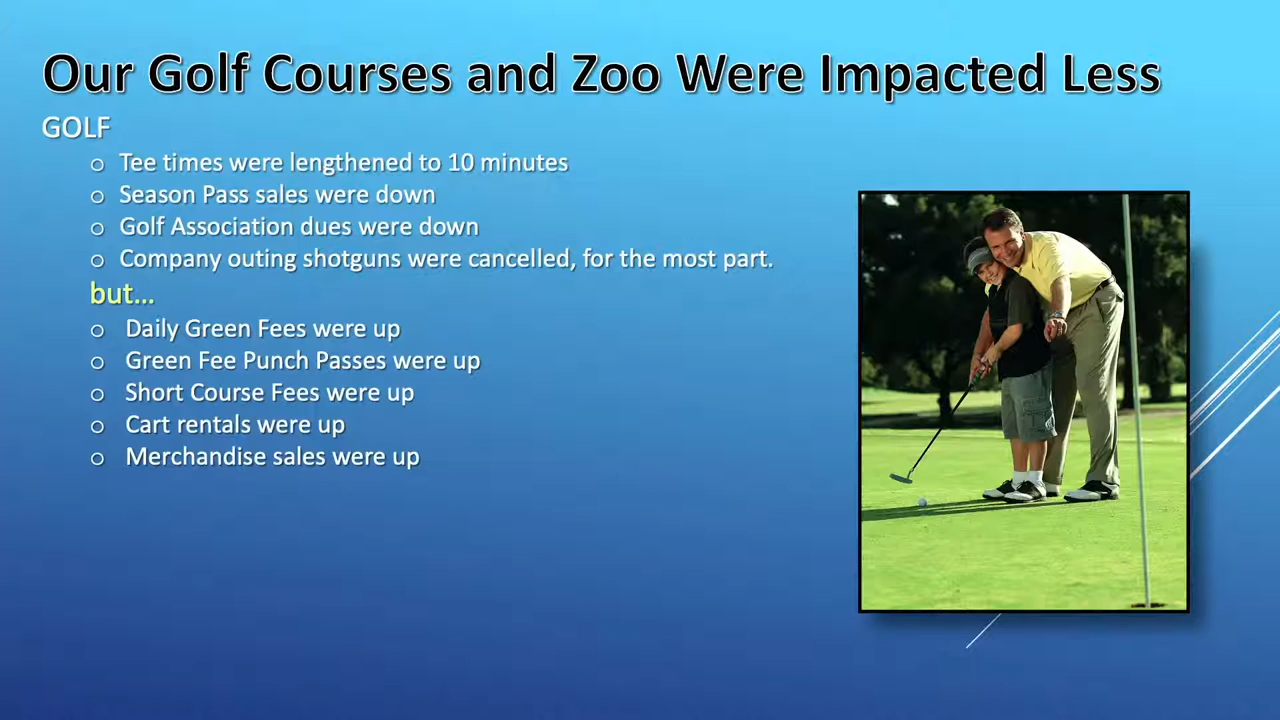 Our Golf Courses and Zoo Were Impacted Less
GOLF
o Tee times were lengthened to 10 minutes
o Season Pass sales were down
o Golf Association dues were down
o Company outing shotguns were cancelled, for the most part.
but...
o Daily Green Fees were up
o Green Fee Punch Passes were up
o Short Course Fees were up
o Cart rentals were up
o Merchandise sales were up